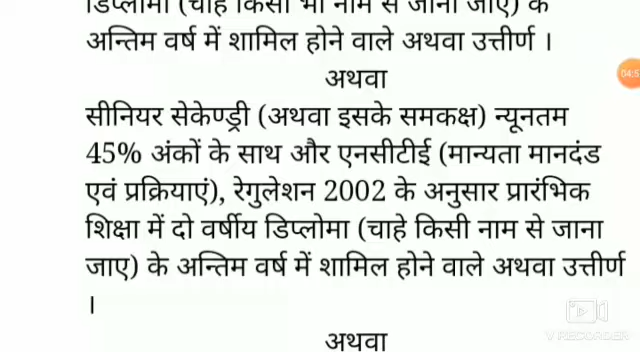 डिप्लोमा (चाहे किसी भी नाम से जाना जाए) के
अन्तिम वर्ष में शामिल होने वाले अथवा उत्तीर्ण ।
अथवा
सीनियर सेकेण्ड्री (अथवा इसके समकक्ष) न्यूनतम
45% अंकों के साथ और एनसीटीई (मान्यता मानदंड
एवं प्रक्रियाएं), रेगुलेशन 2002 के अनुसार प्रारंभिक
शिक्षा में दो वर्षीय डिप्लोमा (चाहे किसी नाम से जाना
जाए) के अन्तिम वर्ष में शामिल होने वाले अथवा उत्तीर्ण
।
अथवा
V RECORDER